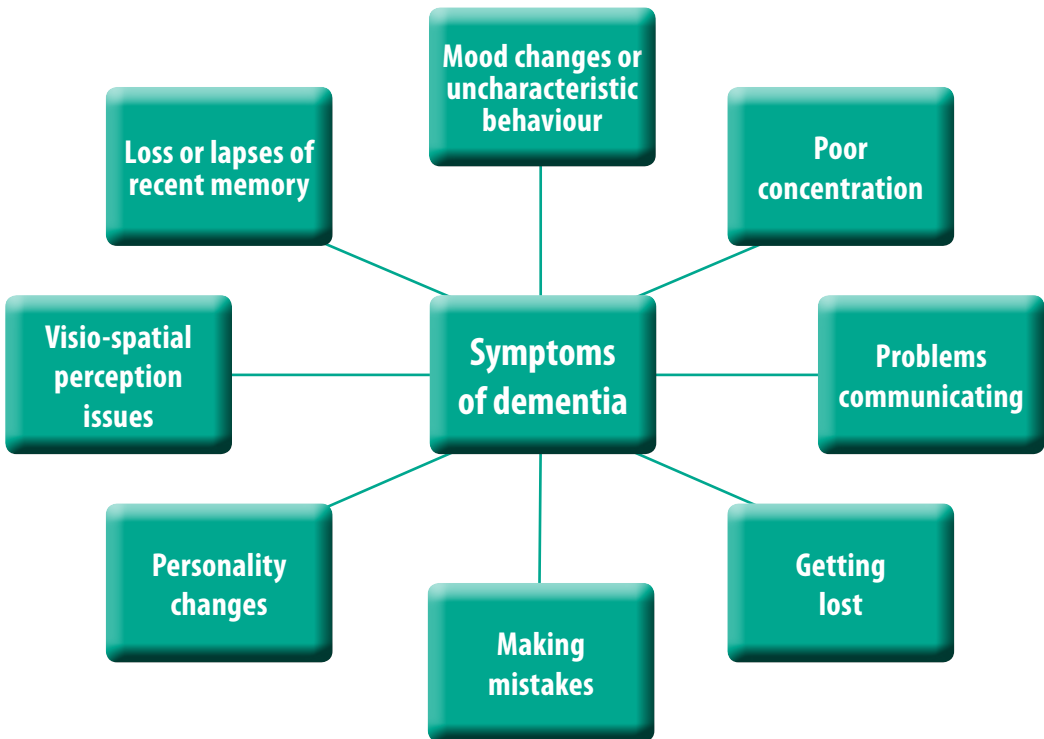 Mood changes or
uncharacteristic
behaviour
Loss or lapses of
recent memory
Poor
concentration
Visio-spatial
perception
issues
Symptoms
of dementia
Problems
communicating
Personality
changes
Making
mistakes
Getting
lost